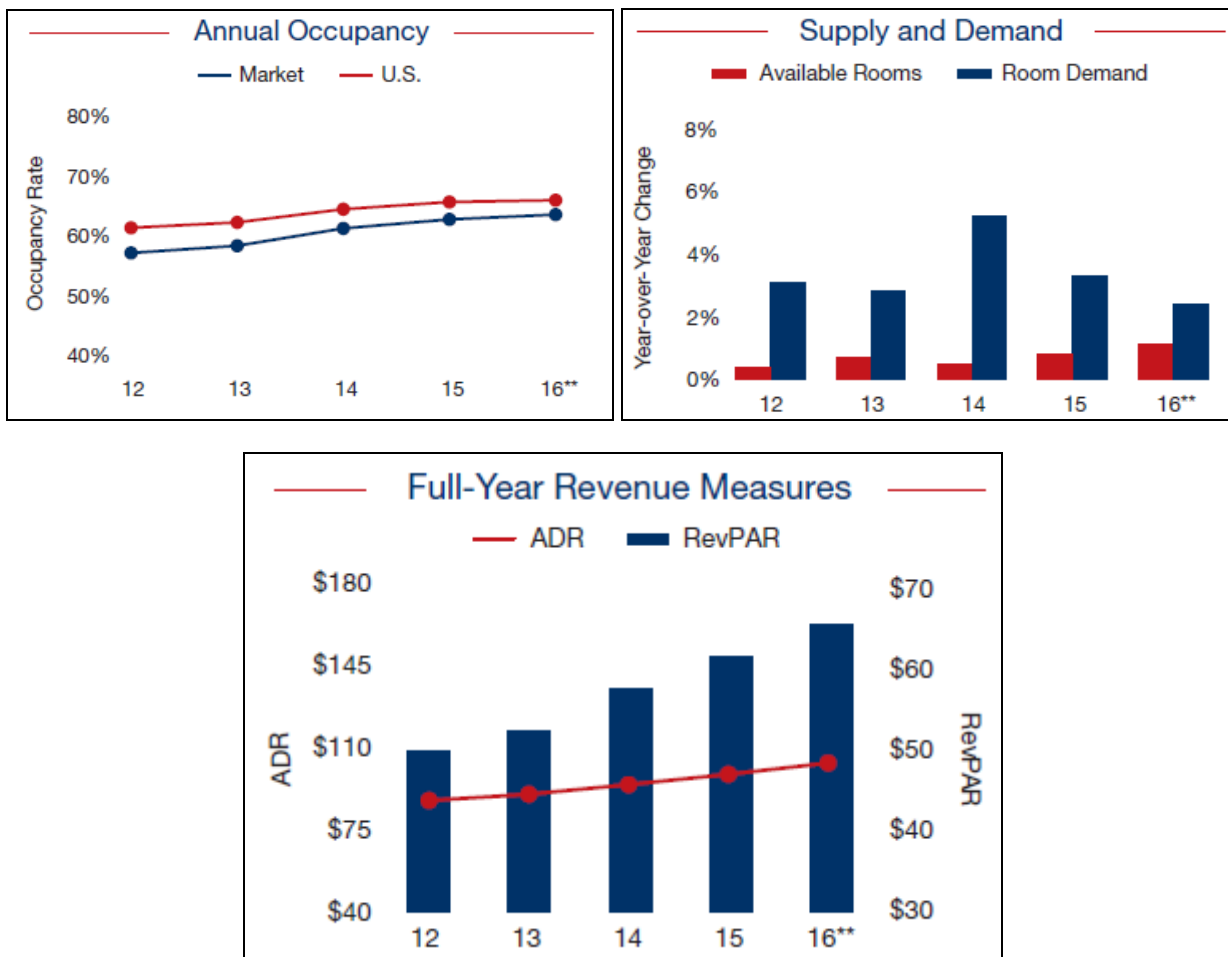 Annual Occupancy
Market U.S.
80%
70%
60%
50%
40%
Occupancy Rate
12 13 14 15 16**
Supply and Demand
Available Rooms Room Demand
8%
6%
4%
2%
0%
Year-over-Year Change
12 13 14 15 16**
Full-Year Revenue Measures
ADR RevPAR
$180
$145
$110
$75
$40
ADR
$70
$60
$50
$40
$30
RevPAR
12 13 14 15 16**